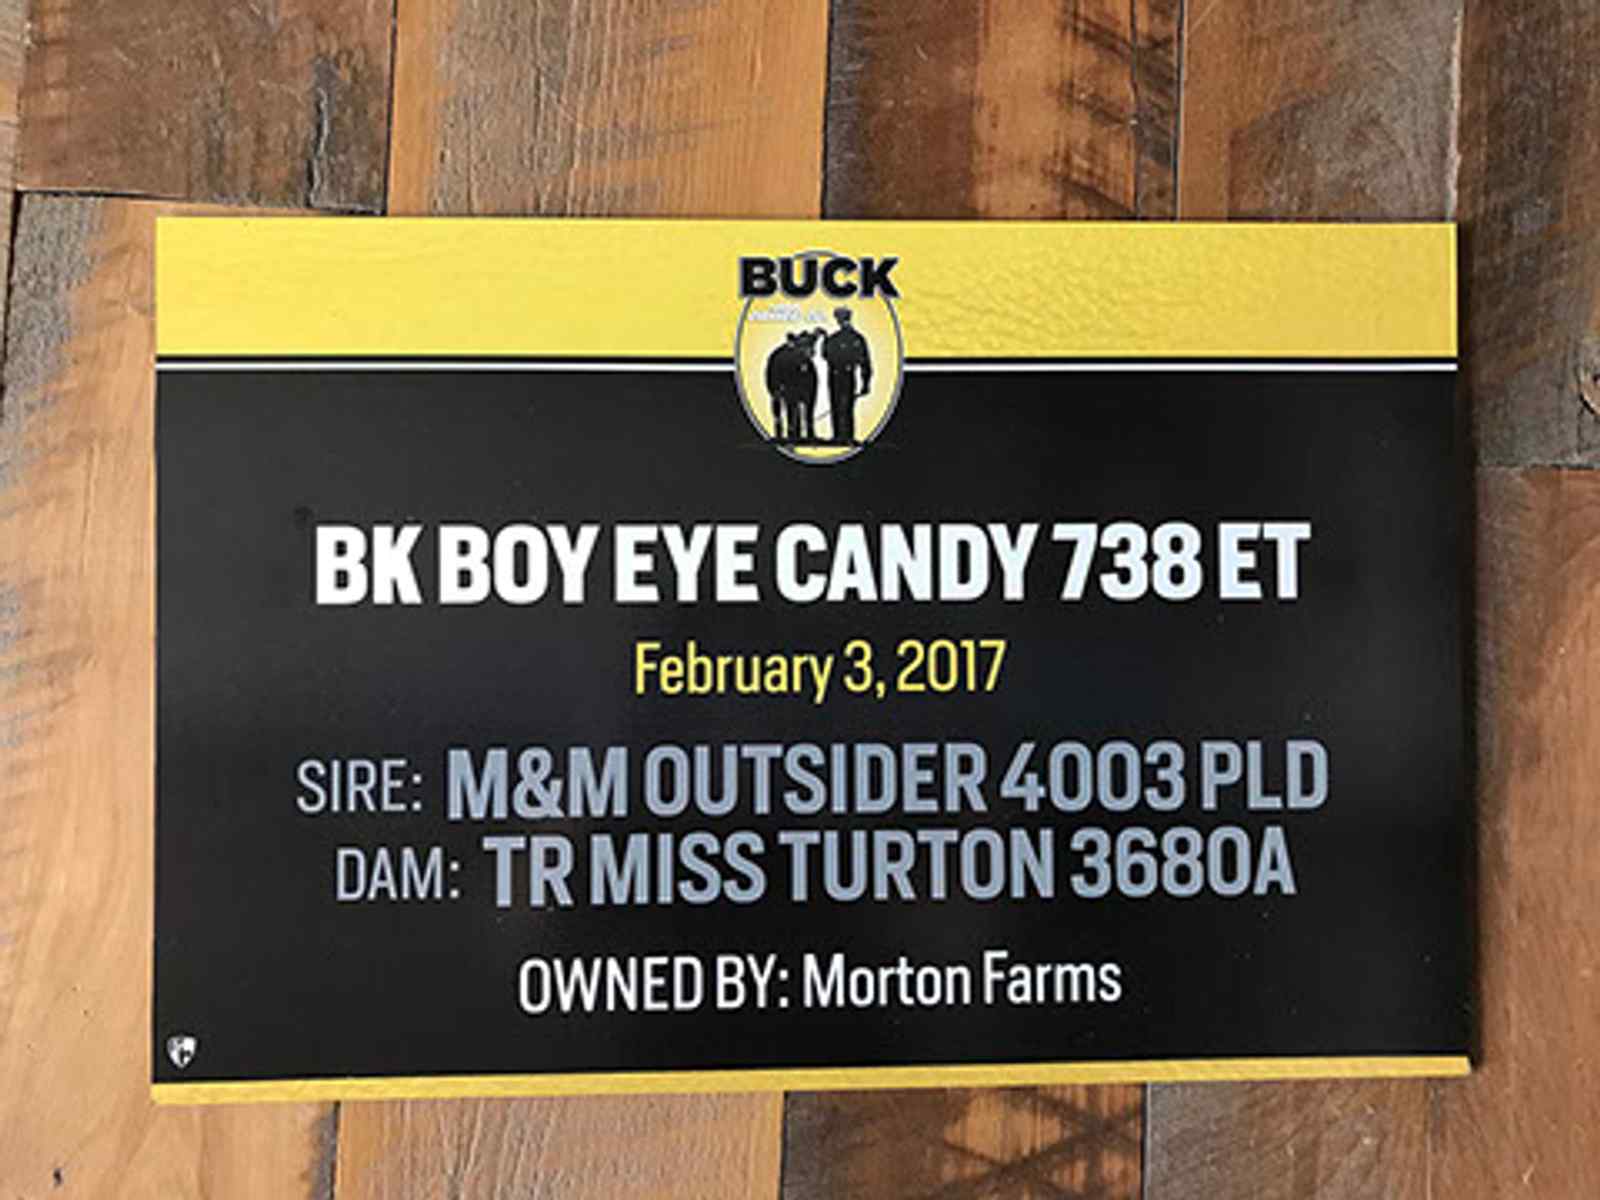 BUCK
BK BOY EYE CANDY 738 ET
February 3, 2017
SIRE: M&M OUTSIDER 4003 PLD
DAM: TR MISS TURTON 3680A
OWNED BY: Morton Farms